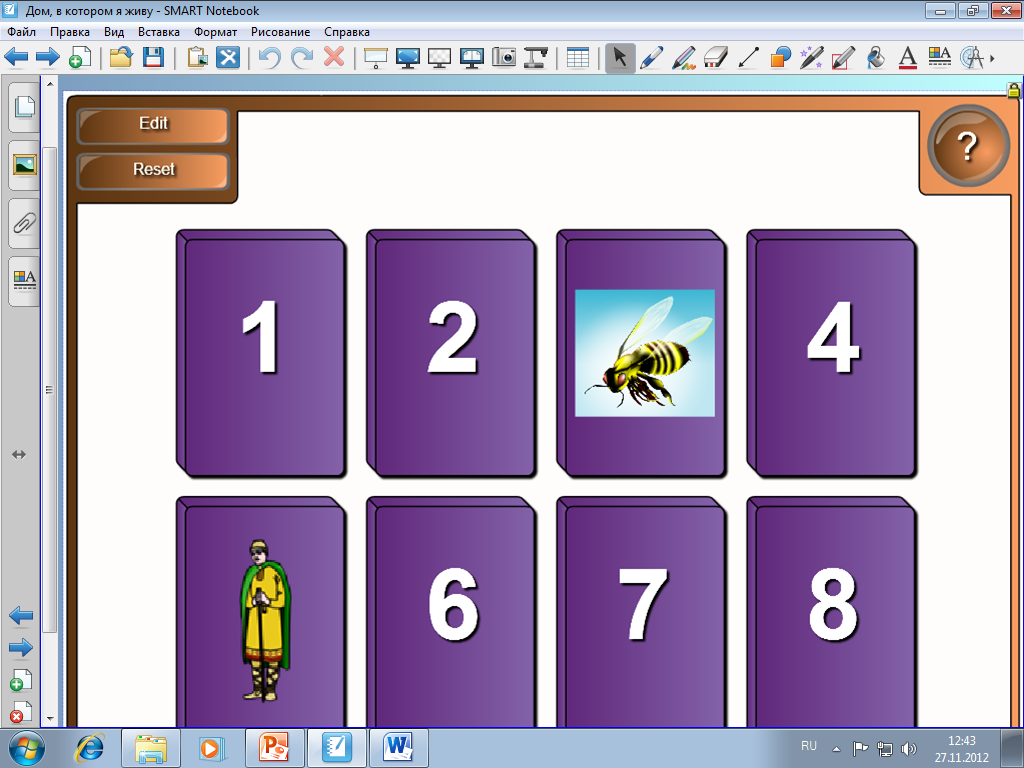 Дом, в котором я живу - SMART Notebook
Файл Правка Вид Вставка Формат Рисование Справка
Edit
Reset
?
1 2 4
6 7 8
RU
12:43
27.11.2012